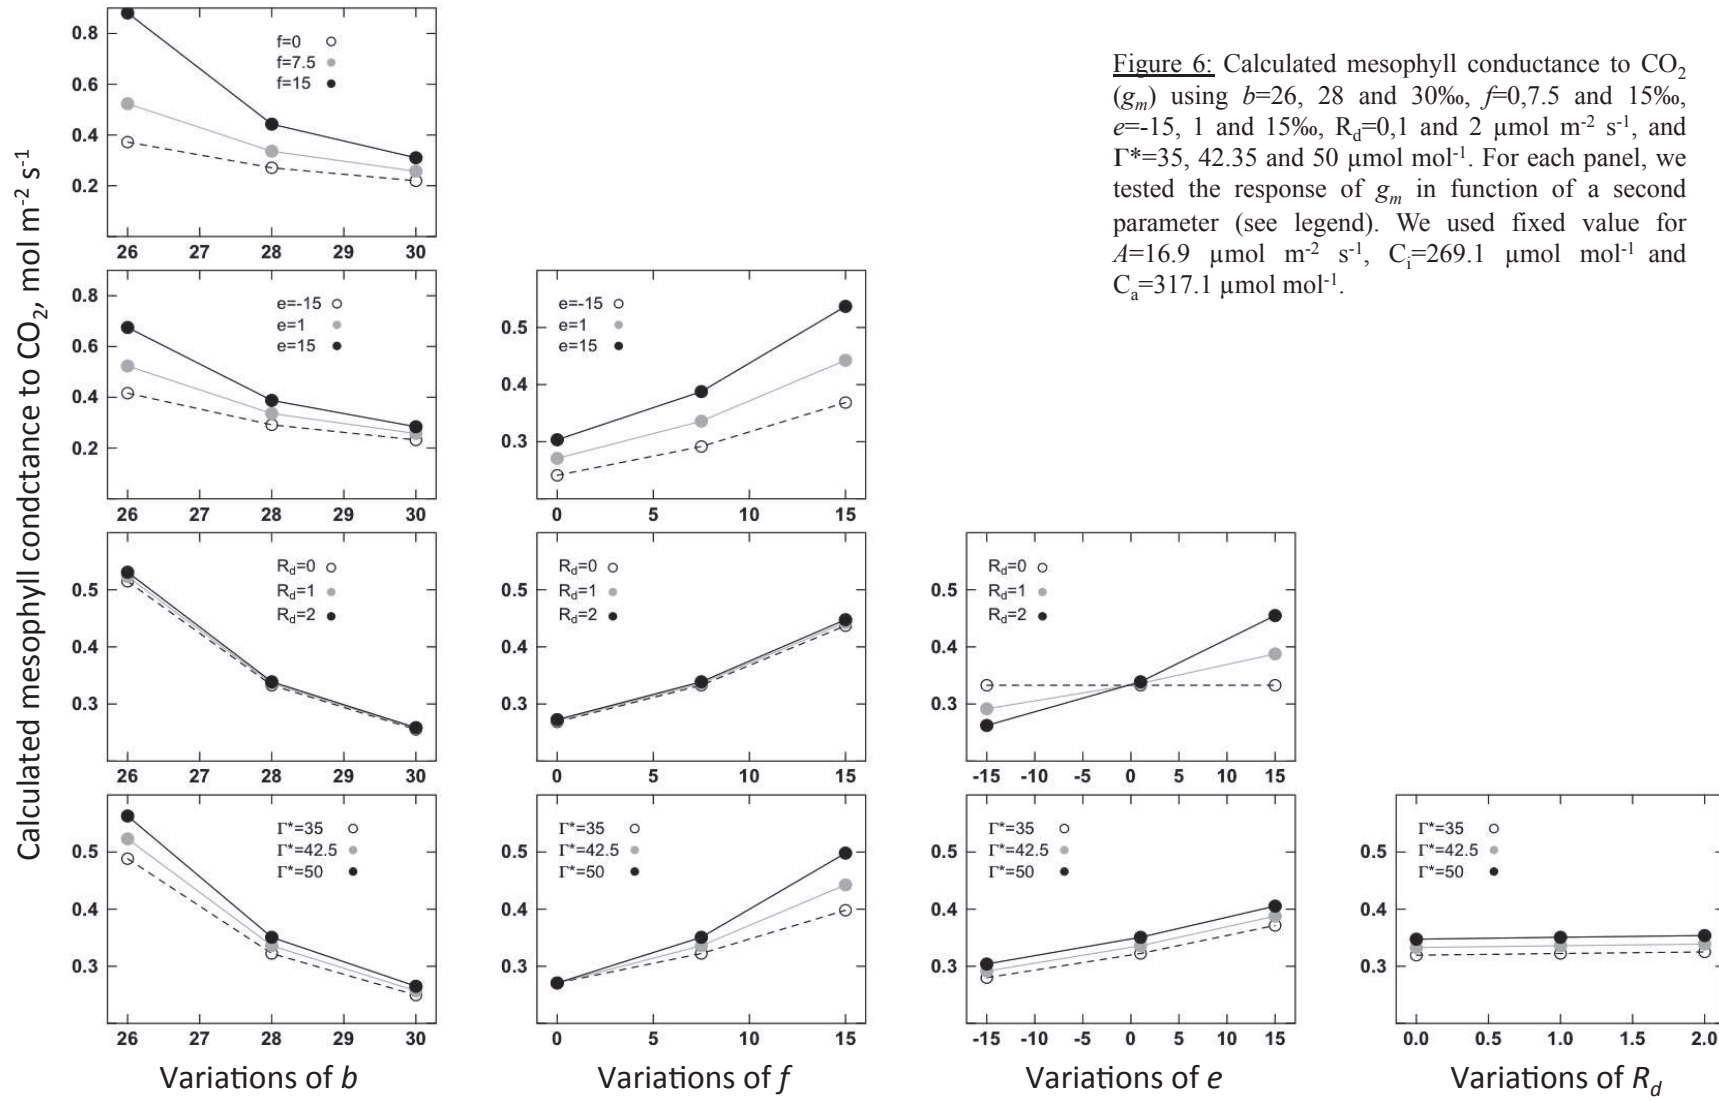 Figure 6: Calculated mesophyll conductance to CO₂
(gₘ) using b=26, 28 and 30‰, f=0,7.5 and 15‰,
e=-15, 1 and 15‰, R_d=0,1 and 2 µmol m⁻² s⁻¹, and
Γ*=35, 42.35 and 50 µmol mol⁻¹. For each panel, we
tested the response of gₘ in function of a second
parameter (see legend). We used fixed value for
A=16.9 µmol m⁻² s⁻¹, Cᵢ=269.1 µmol mol⁻¹ and
Cₐ=317.1 µmol mol⁻¹.
Calculated mesophyll condctance to CO₂, mol m⁻² s⁻¹
0.8
0.6
0.4
0.2
f=0
f=7.5
f=15
26 27 28 29 30
0.8
0.6
0.4
0.2
e=-15
e=1
e=15
26 27 28 29 30
0.5
0.4
0.3
e=-15
e=1
e=15
0 5 10 15
0.5
0.4
0.3
R_d=0
R_d=1
R_d=2
26 27 28 29 30
0.5
0.4
0.3
R_d=0
R_d=1
R_d=2
0 5 10 15
0.5
0.4
0.3
R_d=0
R_d=1
R_d=2
-15 -10 -5 0 5 10 15
0.5
0.4
0.3
Γ*=35
Γ*=42.5
Γ*=50
26 27 28 29 30
0.5
0.4
0.3
Γ*=35
Γ*=42.5
Γ*=50
0 5 10 15
0.5
0.4
0.3
Γ*=35
Γ*=42.5
Γ*=50
-15 -10 -5 0 5 10 15
0.5
0.4
0.3
Γ*=35
Γ*=42.5
Γ*=50
0.0 0.5 1.0 1.5 2.0
Variations of b
Variations of f
Variations of e
Variations of R_d